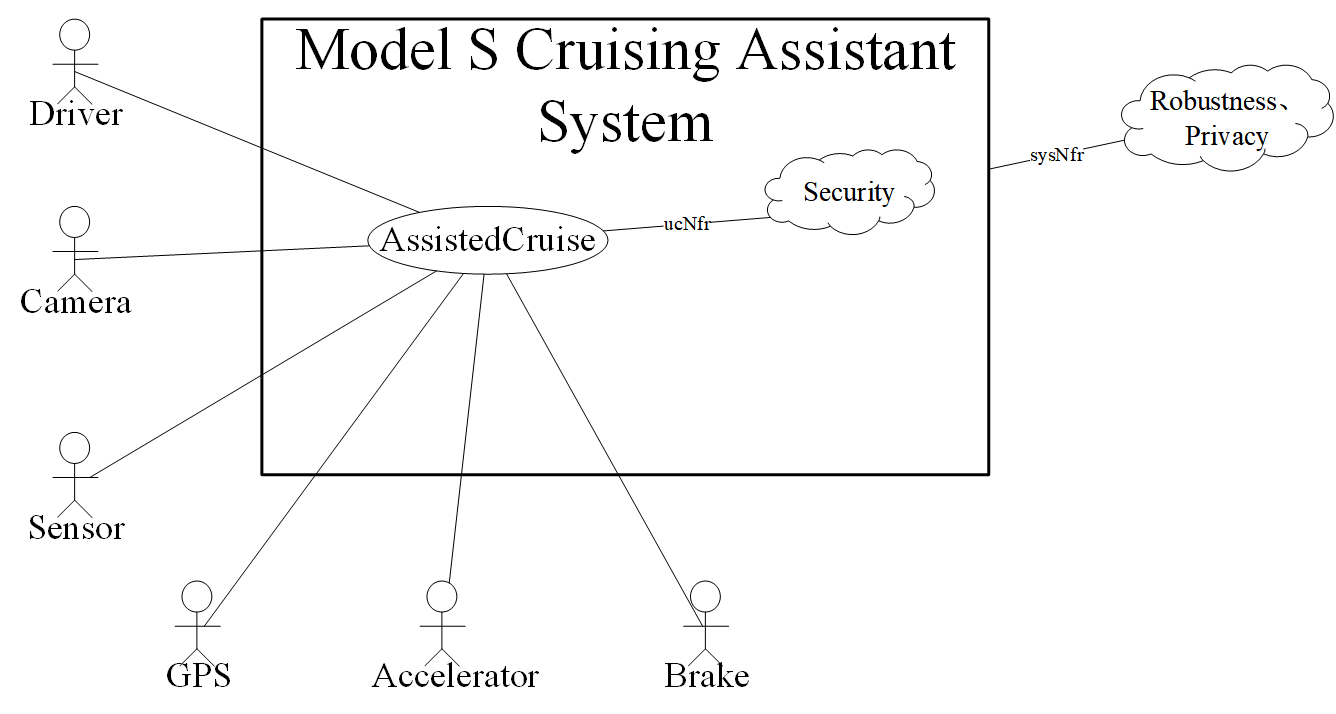 Model S Cruising Assistant
System
Driver
Robustness、
Privacy
sysNfr
Security
ucNfr
AssistedCruise
Camera
Sensor
GPS
Accelerator
Brake